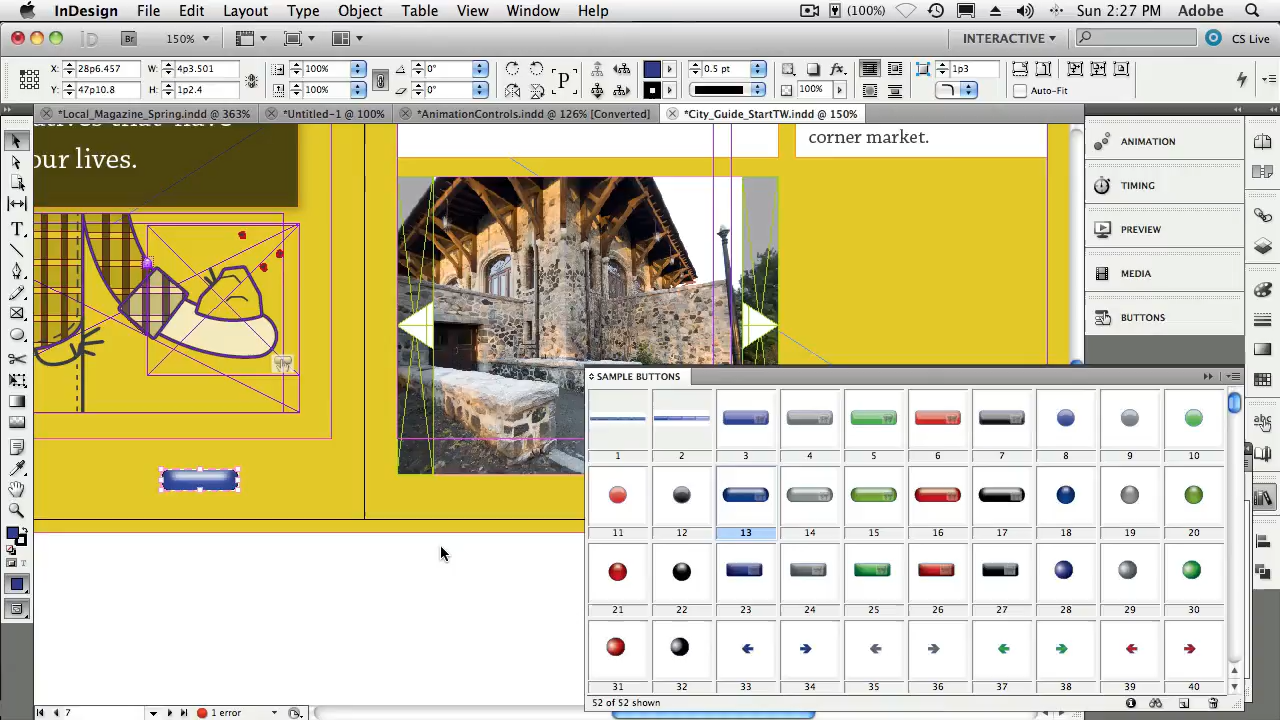 InDesign File Edit Layout Type Object Table View Window Help (100%) Sun 2:27 PM Adobe
Id Br 150% INTERACTIVE CS Live
X: 28p6.457 W: 4p3.501 100% 0° P fx 0.5 pt 1p3
Y: 47p10.8 H: 1p2.4 100% 0° 100% Auto-Fit
*Local_Magazine_Spring.indd @ 363% *Untitled-1 @ 100% *AnimationControls.indd @ 126% [Converted] *City_Guide_StartTW.indd @ 150%
our lives.
corner market.
ANIMATION
TIMING
PREVIEW
MEDIA
BUTTONS
SAMPLE BUTTONS
1 2 3 4 5 6 7 8 9 10
11 12 13 14 15 16 17 18 19 20
21 22 23 24 25 26 27 28 29 30
31 32 33 34 35 36 37 38 39 40
52 of 52 shown
7 1 error